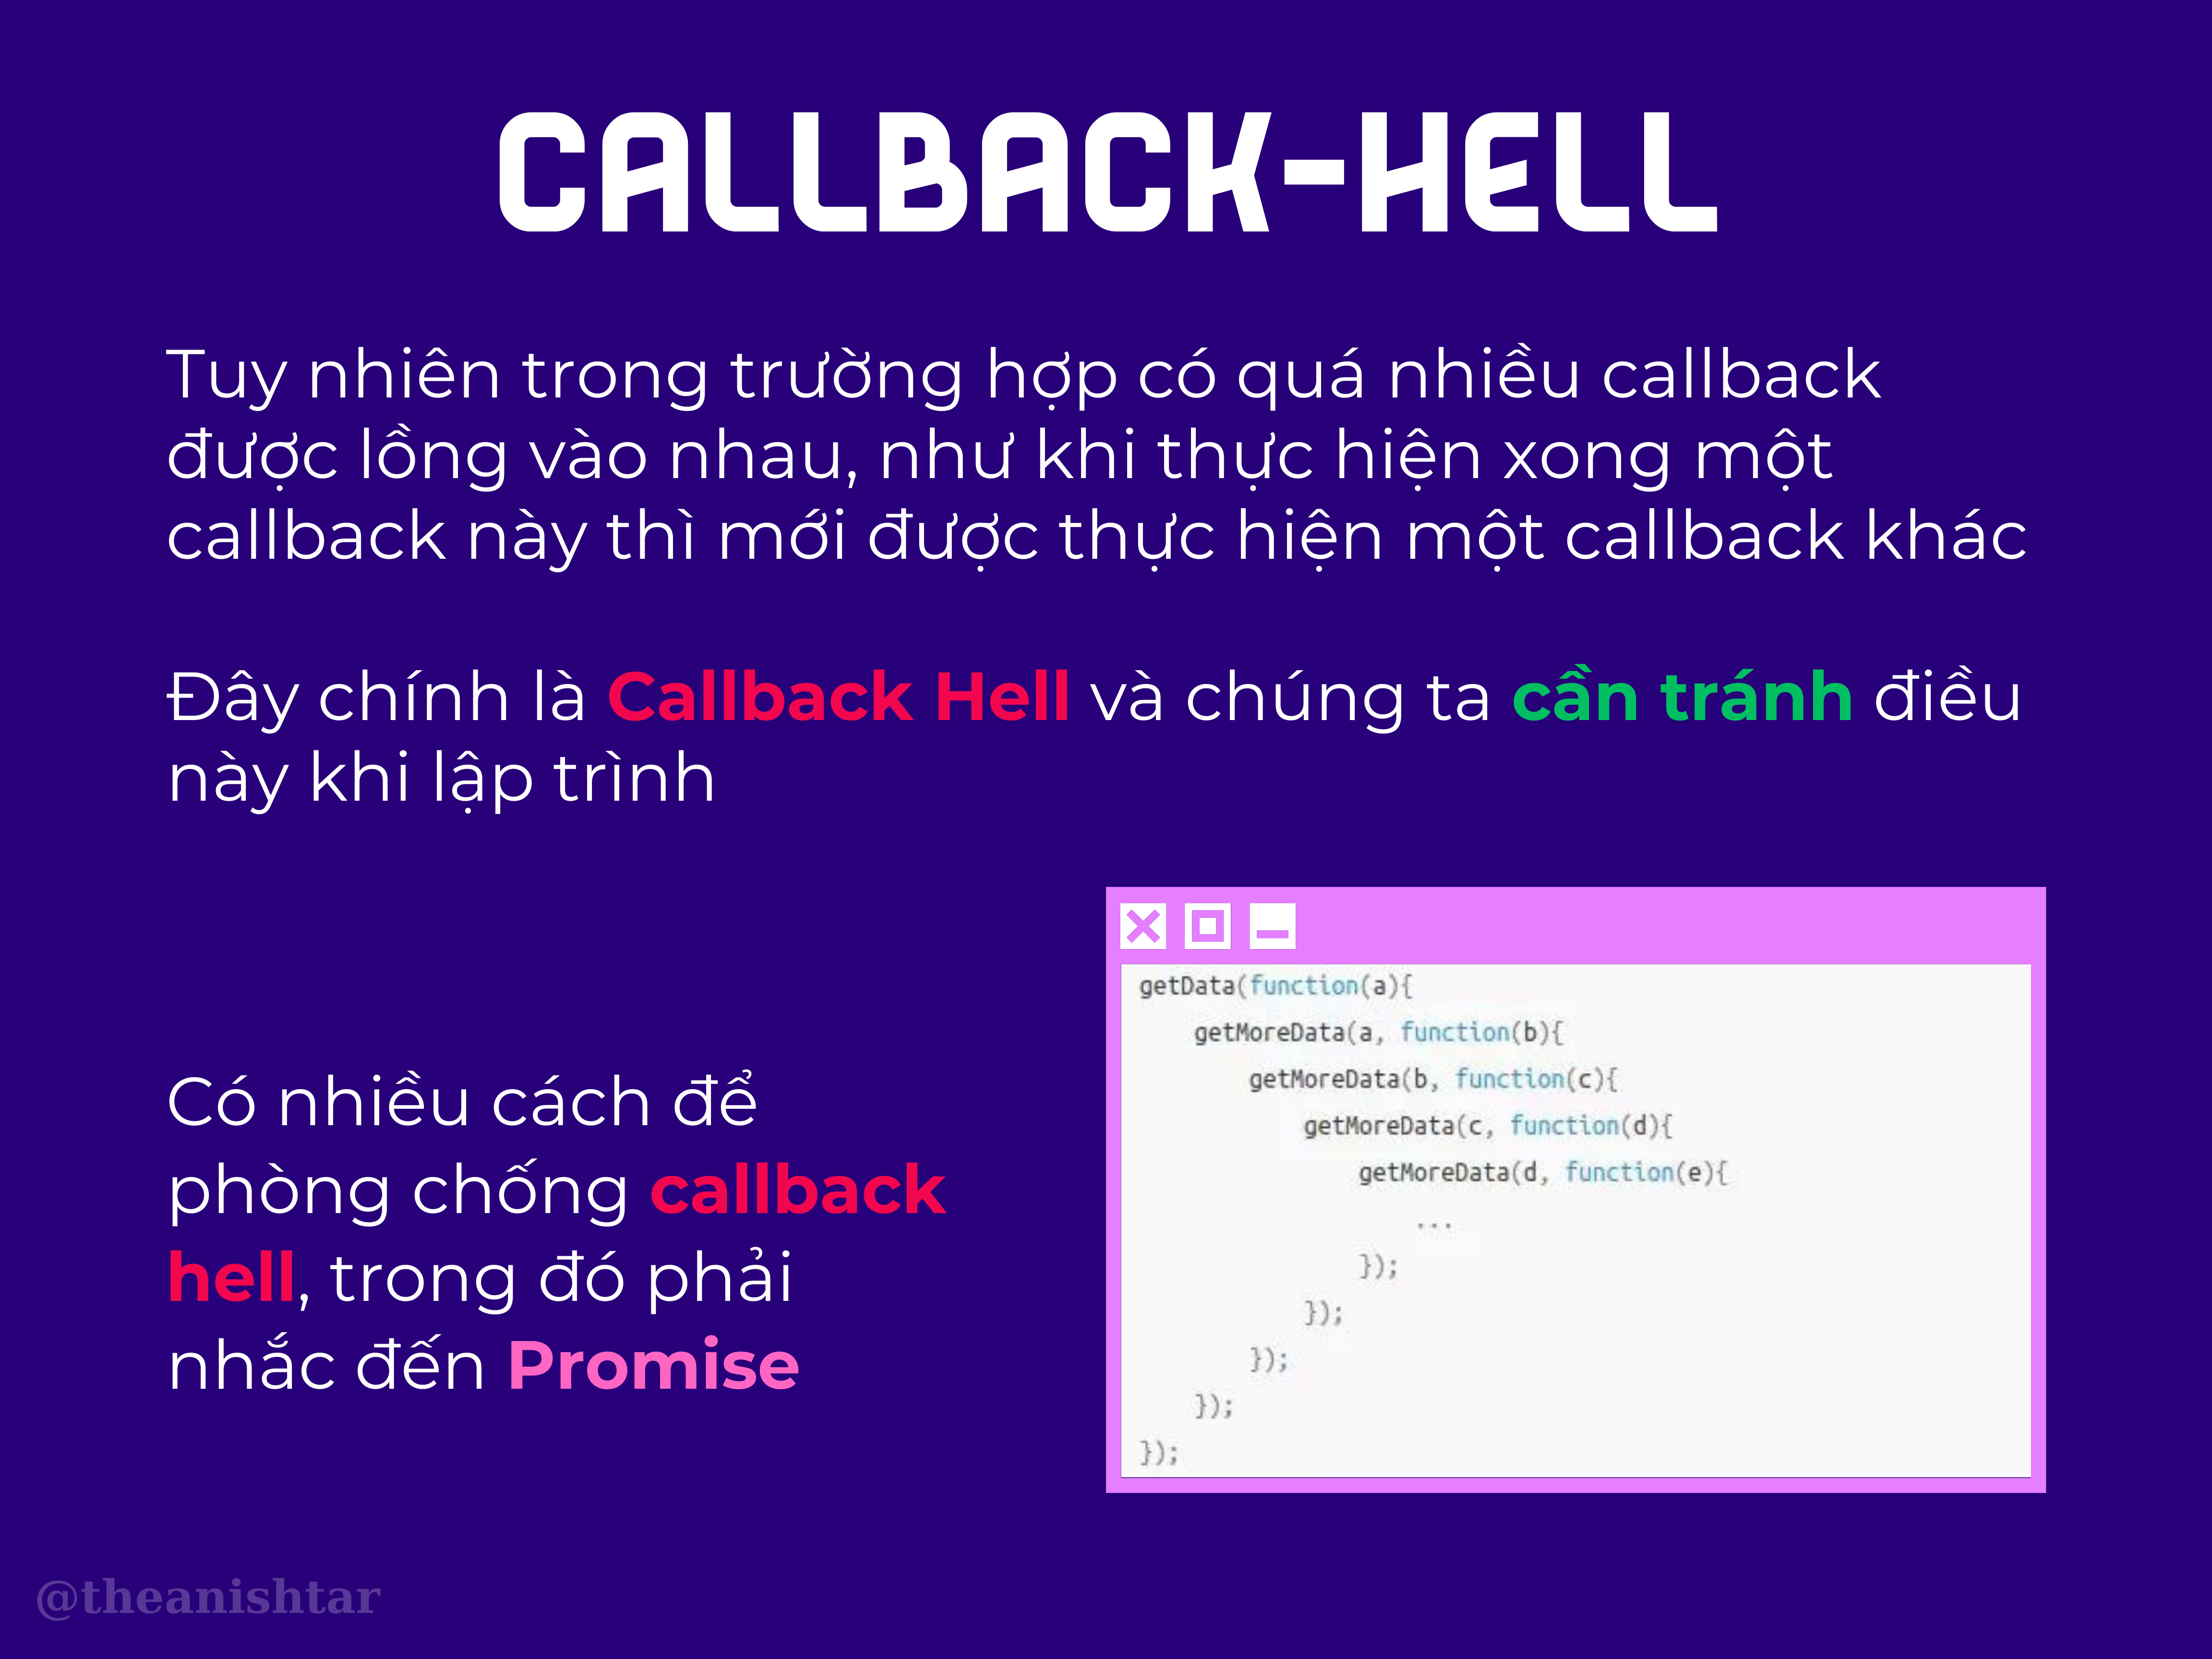 CALLBACK-HELL
Tuy nhiên trong trường hợp có quá nhiều callback
được lồng vào nhau, như khi thực hiện xong một
callback này thì mới được thực hiện một callback khác
Đây chính là Callback Hell và chúng ta cần tránh điều
này khi lập trình
Có nhiều cách để
phòng chống callback
hell, trong đó phải
nhắc đến Promise
getData(function(a){
    getMoreData(a, function(b){
        getMoreData(b, function(c){
            getMoreData(c, function(d){
                getMoreData(d, function(e){
                    ...
                });
            });
        });
    });
});
@theanishtar